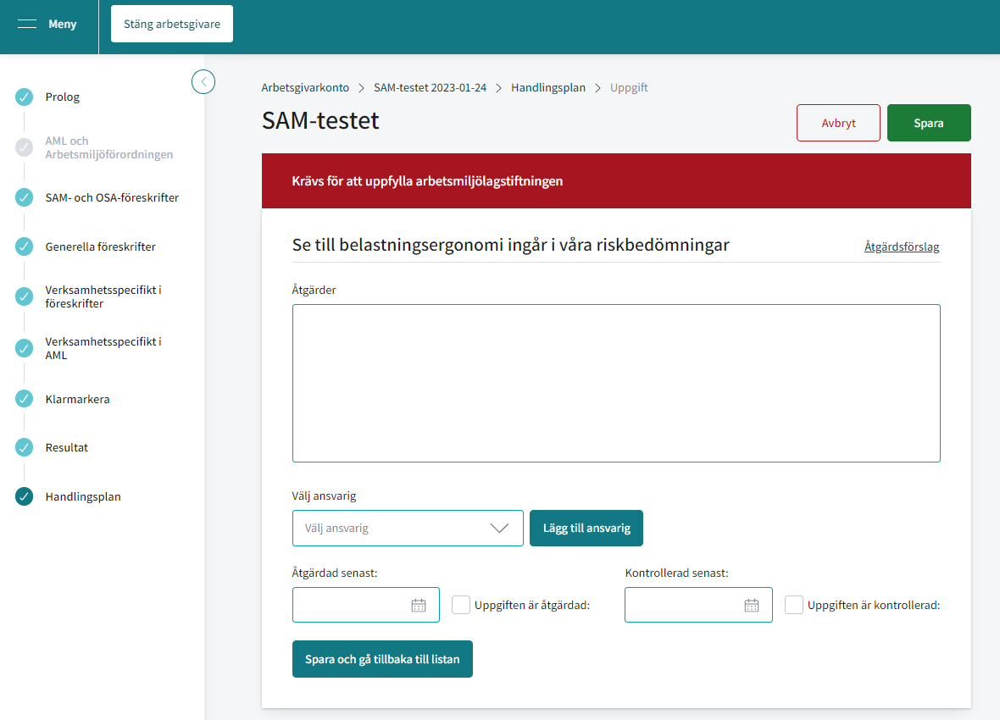 Meny
Stäng arbetsgivare
Prolog
AML och
Arbetsmiljöförordningen
SAM- och OSA-föreskrifter
Generella föreskrifter
Verksamhetsspecifikt i
föreskrifter
Verksamhetsspecifikt i
AML
Klarmarkera
Resultat
Handlingsplan
Arbetsgivarkonto > SAM-testet 2023-01-24 > Handlingsplan > Uppgift
SAM-testet
Avbryt
Spara
Krävs för att uppfylla arbetsmiljölagstiftningen
Se till belastningsergonomi ingår i våra riskbedömningar
Åtgärdsförslag
Åtgärder
Välj ansvarig
Välj ansvarig
Lägg till ansvarig
Åtgärdad senast:
Uppgiften är åtgärdad:
Kontrollerad senast:
Uppgiften är kontrollerad:
Spara och gå tillbaka till listan